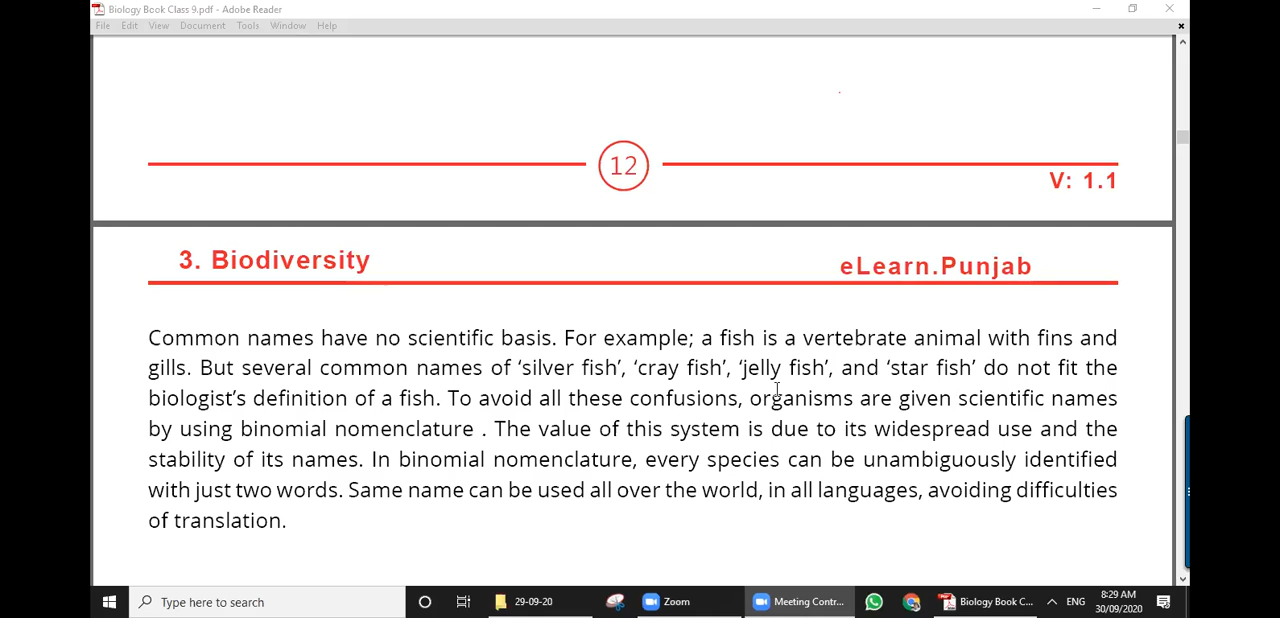 Biology Book Class 9.pdf - Adobe Reader
File Edit View Document Tools Window Help
12
V: 1.1
3. Biodiversity eLearn.Punjab
Common names have no scientific basis. For example; a fish is a vertebrate animal with fins and
gills. But several common names of ‘silver fish’, ‘cray fish’, ‘jelly fish’, and ‘star fish’ do not fit the
biologist’s definition of a fish. To avoid all these confusions, organisms are given scientific names
by using binomial nomenclature . The value of this system is due to its widespread use and the
stability of its names. In binomial nomenclature, every species can be unambiguously identified
with just two words. Same name can be used all over the world, in all languages, avoiding difficulties
of translation.
Type here to search 29-09-20 Zoom Meeting Contr... Biology Book C... ENG 8:29 AM
30/09/2020